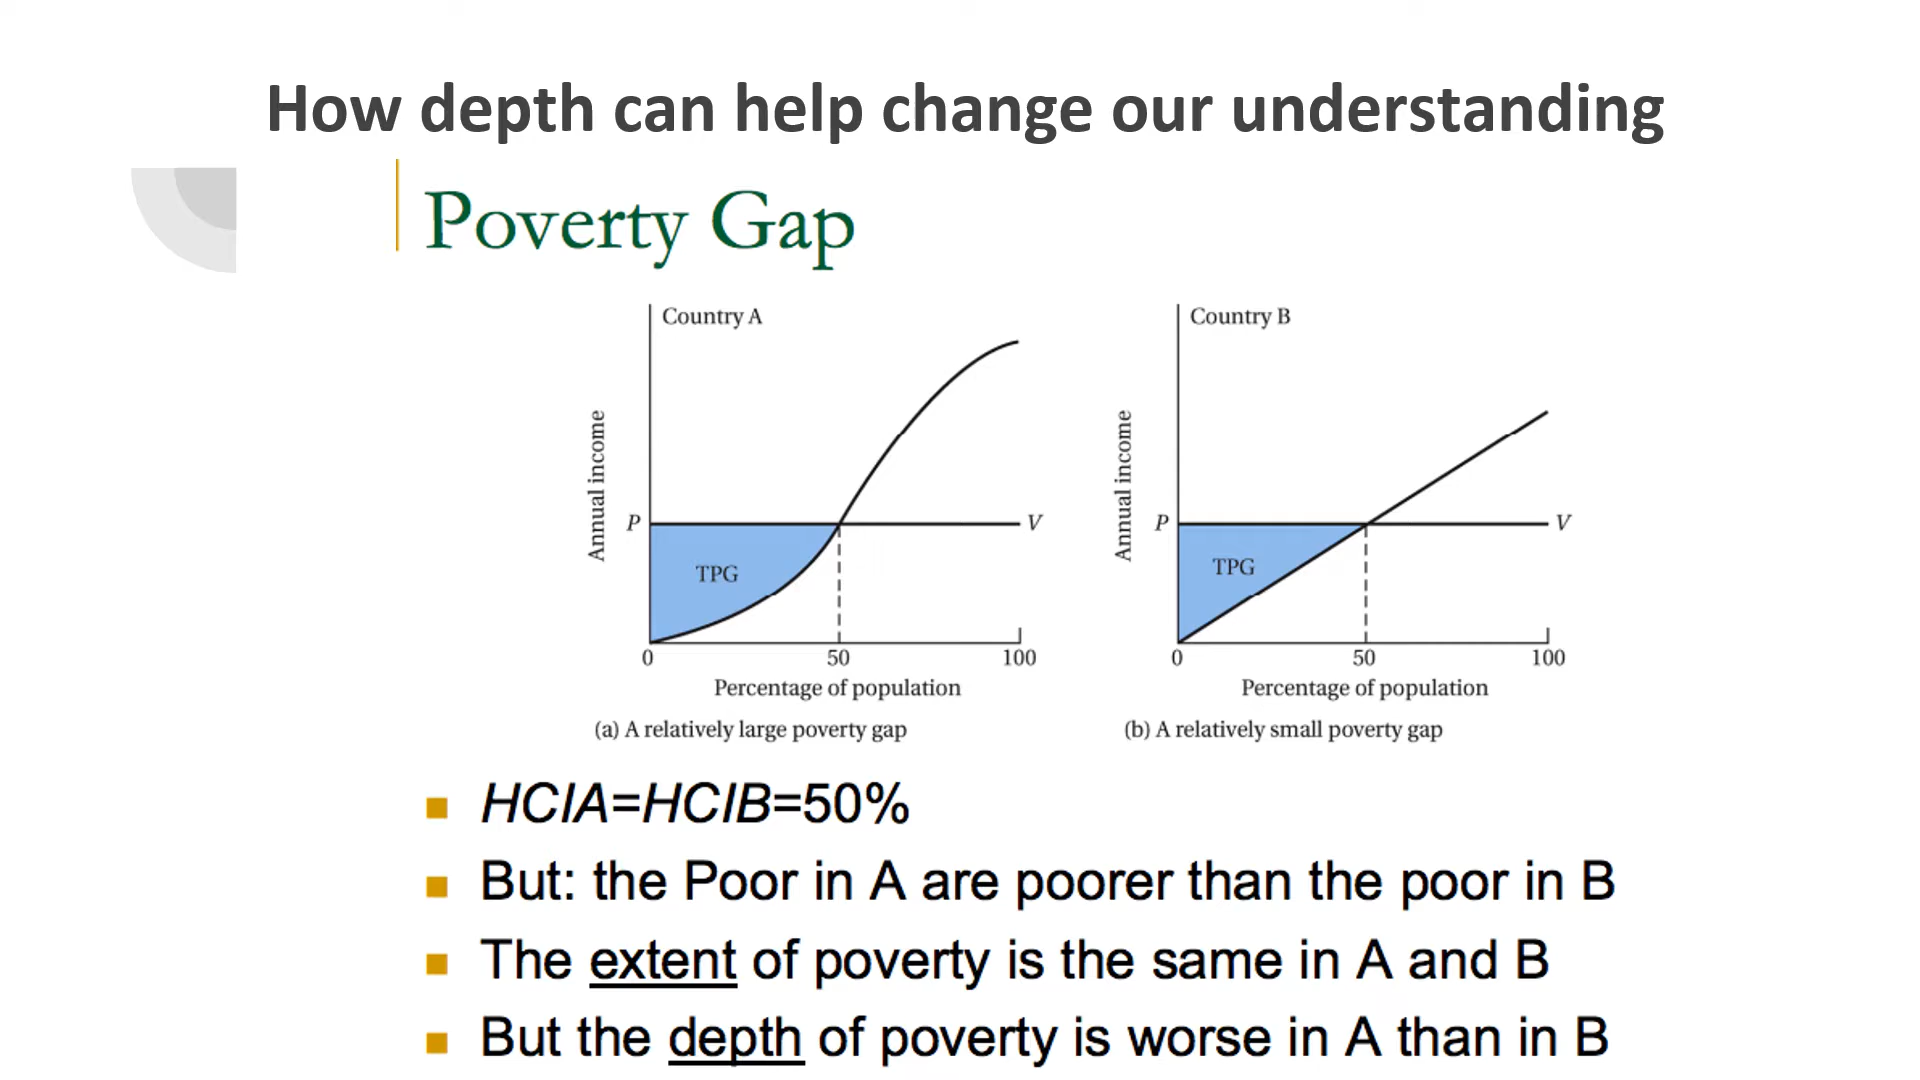 How depth can help change our understanding
Poverty Gap
Country A
Annual income
P
V
TPG
0
50
100
Percentage of population
(a) A relatively large poverty gap
Country B
Annual income
P
V
TPG
0
50
100
Percentage of population
(b) A relatively small poverty gap
HCIA=HCIB=50%
But: the Poor in A are poorer than the poor in B
The extent of poverty is the same in A and B
But the depth of poverty is worse in A than in B